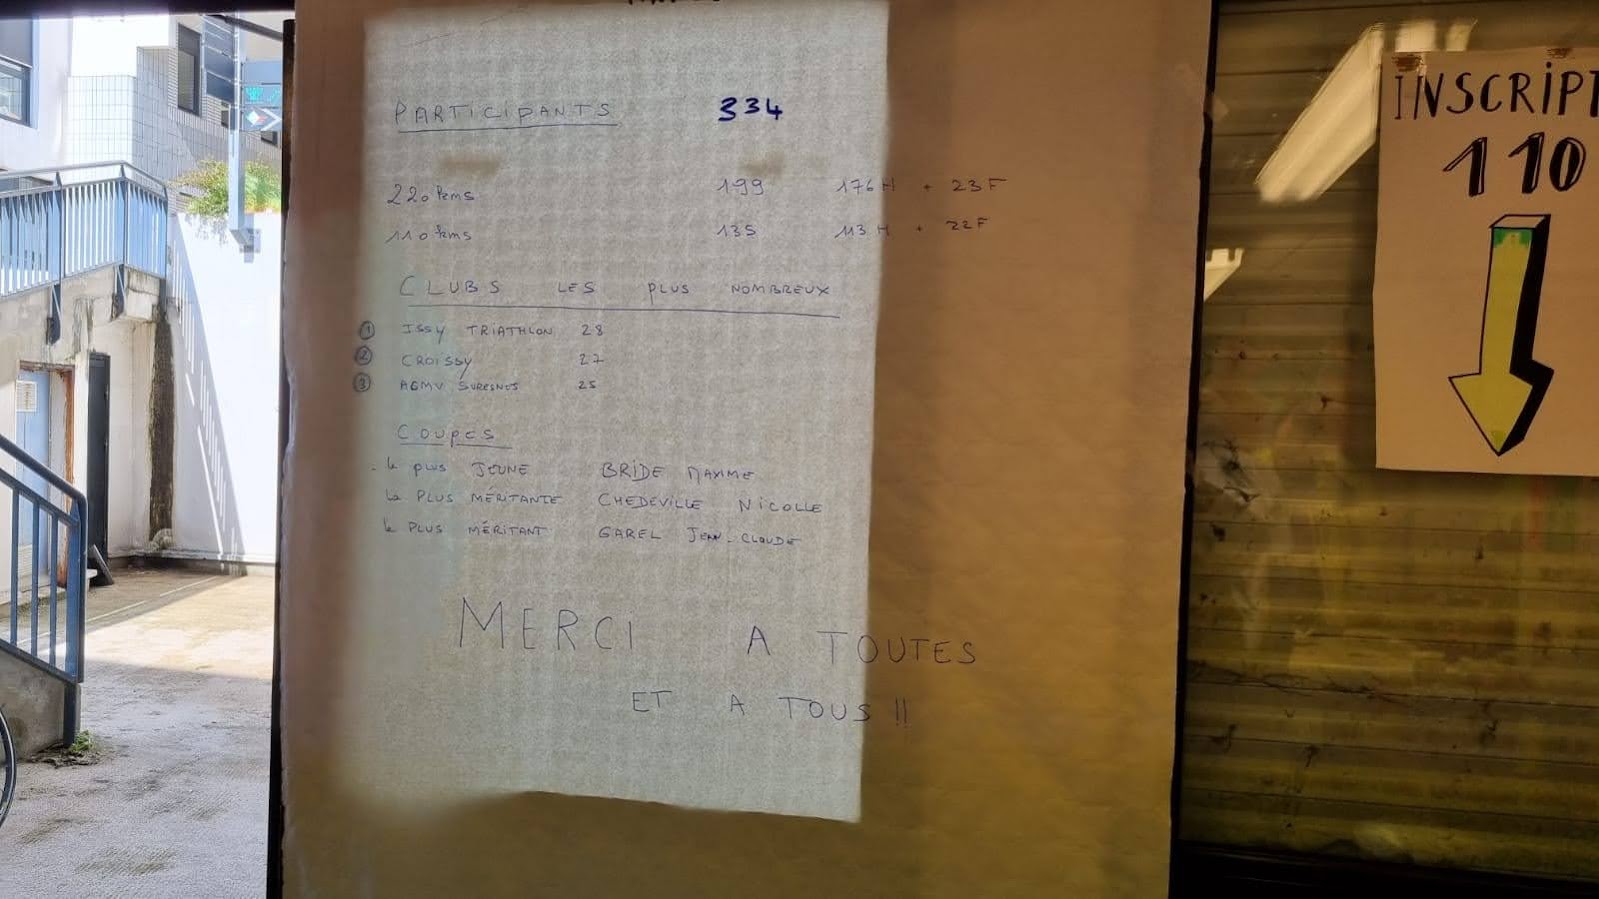 PARTICIPANTS 334
220 kms 199 176 H + 23 F
110 kms 135 113 H + 22 F
CLUBS LES PLUS NOMBREUX
① ISSY TRIATHLON 28
② CROISSY 27
③ AGMV SURESNES 25
COUPES
- le plus JEUNE BRIDE MAXIME
la PLUS MÉRITANTE CHEDEVILLE NICOLLE
le PLUS MÉRITANT GAREL JEAN-CLAUDE
MERCI A TOUTES
ET A TOUS !!
INSCRIPT
110